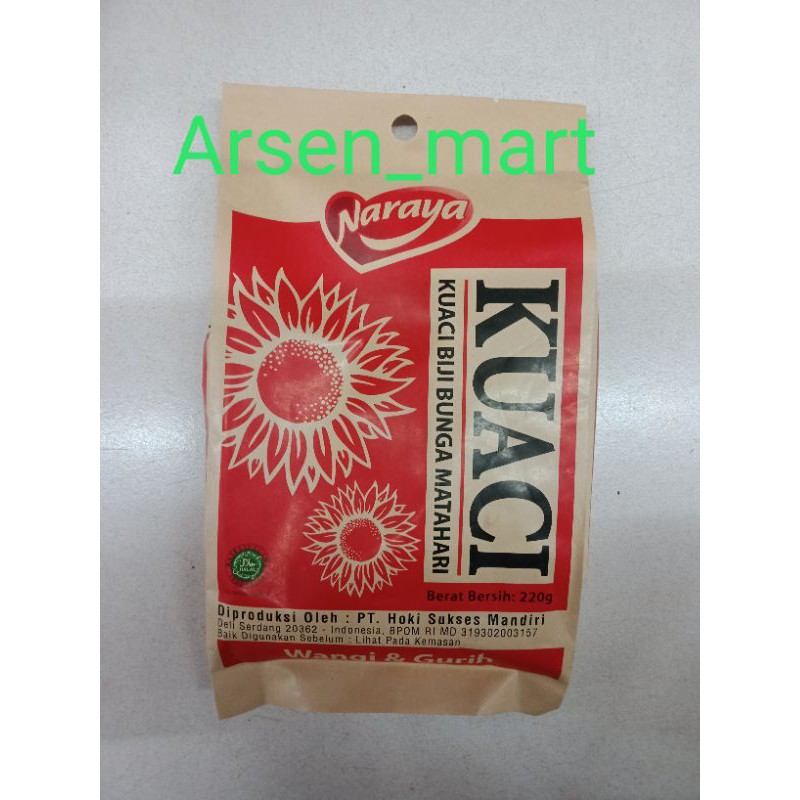 Arsen_mart
Naraya
KUACI
KUACI BIJI BUNGA MATAHARI
Berat Bersih: 220g
Diproduksi Oleh : PT. Hoki Sukses Mandiri
Deli Serdang 20362 - Indonesia, BPOM RI MD 319302003157
Baik Digunakan Sebelum : Lihat Pada Kemasan
Wangi & Gurih